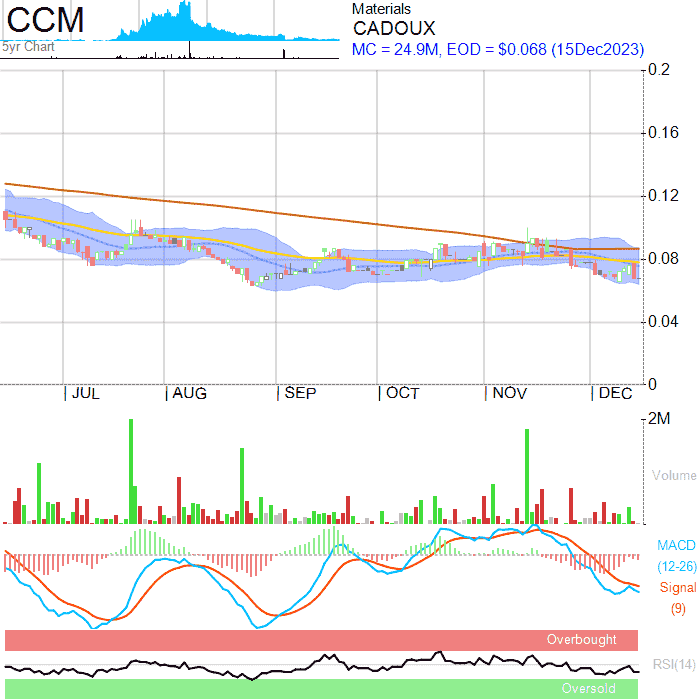 CCM
5yr Chart
Materials
CADOUX
MC = 24.9M, EOD = $0.068 (15Dec2023)
0.2
0.16
0.12
0.08
0.04
0
JUL AUG SEP OCT NOV DEC
2M
Volume
MACD
(12-26)
Signal
(9)
Overbought
RSI(14)
Oversold